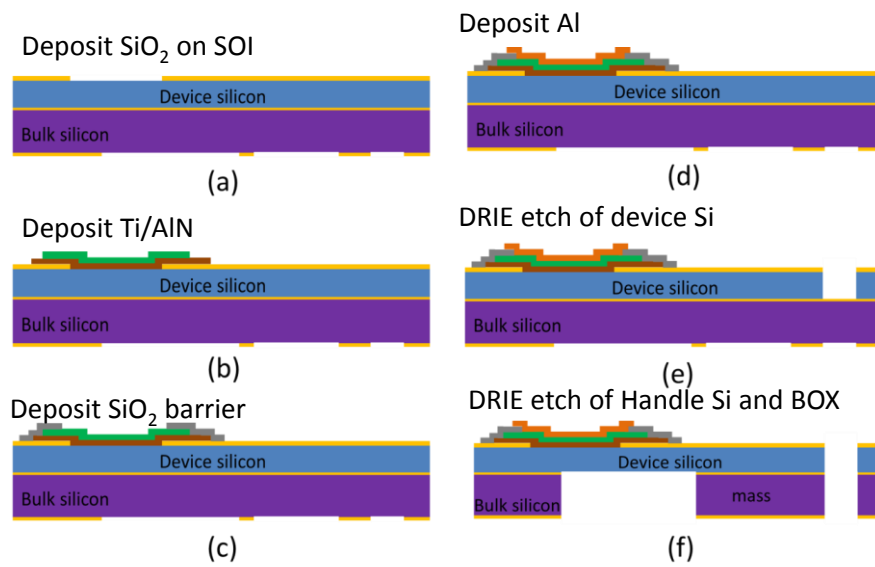 Deposit SiO₂ on SOI
Device silicon
Bulk silicon
(a)
Deposit Ti/AlN
Device silicon
Bulk silicon
(b)
Deposit SiO₂ barrier
Device silicon
Bulk silicon
(c)
Deposit Al
Device silicon
Bulk silicon
(d)
DRIE etch of device Si
Device silicon
Bulk silicon
(e)
DRIE etch of Handle Si and BOX
Device silicon
Bulk silicon
mass
(f)